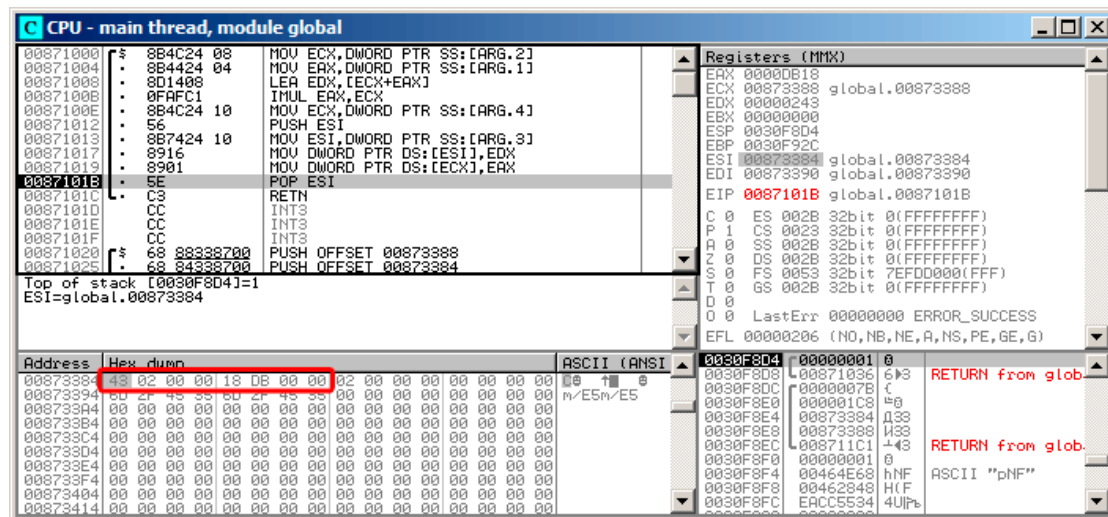 CPU - main thread, module global
00871000 $ 8B4C24 08 MOV ECX,DWORD PTR SS:[ARG.2]
00871004 . 8B4424 04 MOV EAX,DWORD PTR SS:[ARG.1]
00871008 . 8D1408 LEA EDX,[ECX+EAX]
0087100B . 0FAFC1 IMUL EAX,ECX
0087100E . 8B4C24 10 MOV ECX,DWORD PTR SS:[ARG.4]
00871012 . 56 PUSH ESI
00871013 . 8B7424 10 MOV ESI,DWORD PTR SS:[ARG.3]
00871017 . 8916 MOV DWORD PTR DS:[ESI],EDX
00871019 . 8901 MOV DWORD PTR DS:[ECX],EAX
0087101B . 5E POP ESI
0087101C . C3 RETN
0087101D CC INT3
0087101E CC INT3
0087101F CC INT3
00871020 $ 68 88338700 PUSH OFFSET 00873388
00871025 . 68 84338700 PUSH OFFSET 00873384
Top of stack [0030F8D4]=1
ESI=global.00873384
Registers (MMX)
EAX 0000DB18
ECX 00873388 global.00873388
EDX 00000243
EBX 00000000
ESP 0030F8D4
EBP 0030F92C
ESI 00873384 global.00873384
EDI 00873390 global.00873390
EIP 0087101B global.0087101B
C 0 ES 002B 32bit 0(FFFFFFFF)
P 1 CS 0023 32bit 0(FFFFFFFF)
A 0 SS 002B 32bit 0(FFFFFFFF)
Z 0 DS 002B 32bit 0(FFFFFFFF)
S 0 FS 0053 32bit 7EFDD000(FFF)
T 0 GS 002B 32bit 0(FFFFFFFF)
D 0
O 0 LastErr 00000000 ERROR_SUCCESS
EFL 00000206 (NO,NB,NE,A,NS,PE,GE,G)
Address Hex dump ASCII (ANSI
00873384 43 02 00 00 18 DB 00 00 02 00 00 00 00 00 00 00
00873394 6D 2F 45 35 6D 2F 45 35 00 00 00 00 00 00 00 00 m/E5m/E5
008733A4 00 00 00 00 00 00 00 00 00 00 00 00 00 00 00 00
008733B4 00 00 00 00 00 00 00 00 00 00 00 00 00 00 00 00
008733C4 00 00 00 00 00 00 00 00 00 00 00 00 00 00 00 00
008733D4 00 00 00 00 00 00 00 00 00 00 00 00 00 00 00 00
008733E4 00 00 00 00 00 00 00 00 00 00 00 00 00 00 00 00
008733F4 00 00 00 00 00 00 00 00 00 00 00 00 00 00 00 00
00873404 00 00 00 00 00 00 00 00 00 00 00 00 00 00 00 00
00873414 00 00 00 00 00 00 00 00 00 00 00 00 00 00 00 00
0030F8D4 00000001
0030F8D8 00871036 RETURN from glob
0030F8DC 0000007B {
0030F8E0 000001C8
0030F8E4 00873384 Д33
0030F8E8 00873388 И33
0030F8EC 008711C1 RETURN from glob
0030F8F0 00000001
0030F8F4 00464E68 hNF ASCII "pNF"
0030F8F8 00462848 H(F
0030F8FC EACC5534